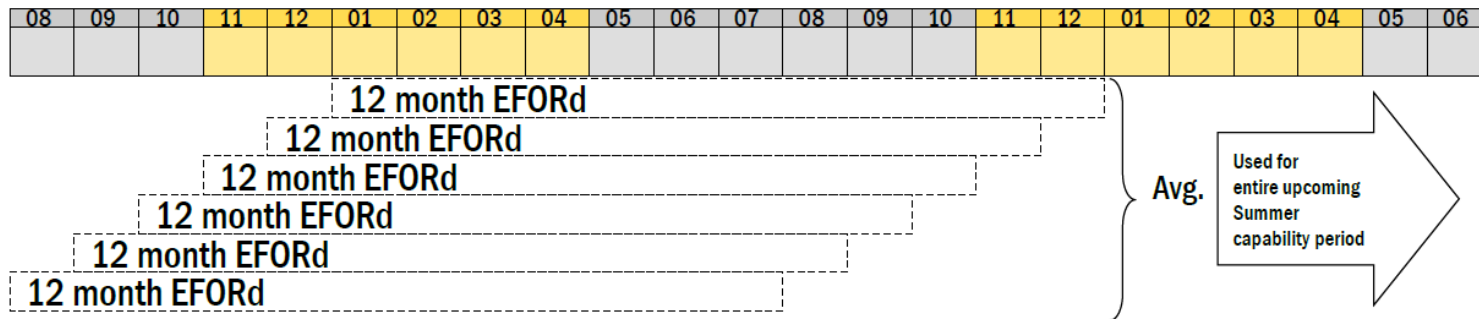 08 09 10 11 12 01 02 03 04 05 06 07 08 09 10 11 12 01 02 03 04 05 06
12 month EFORd
12 month EFORd
12 month EFORd
12 month EFORd
12 month EFORd
12 month EFORd
Avg.
Used for
entire upcoming
Summer
capability period